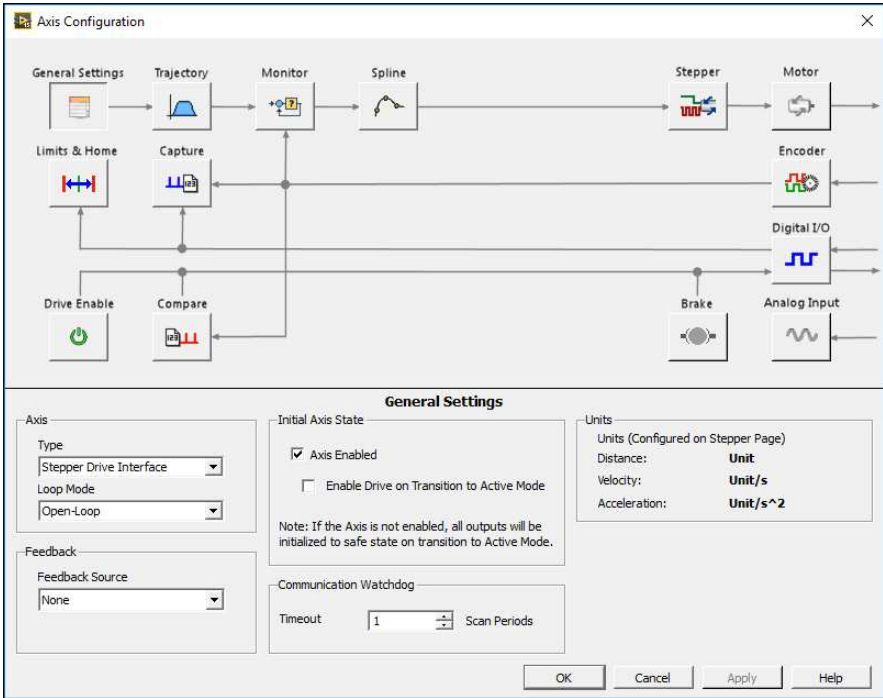 Axis Configuration
General Settings
Trajectory
Monitor
Spline
Stepper
Motor
Limits & Home
Capture
Encoder
Digital I/O
Drive Enable
Compare
Brake
Analog Input
General Settings
Axis
Type
Stepper Drive Interface
Loop Mode
Open-Loop
Feedback
Feedback Source
None
Initial Axis State
Axis Enabled
Enable Drive on Transition to Active Mode
Note: If the Axis is not enabled, all outputs will be
initialized to safe state on transition to Active Mode.
Communication Watchdog
Timeout 1 Scan Periods
Units
Units (Configured on Stepper Page)
Distance: Unit
Velocity: Unit/s
Acceleration: Unit/s^2
OK Cancel Apply Help